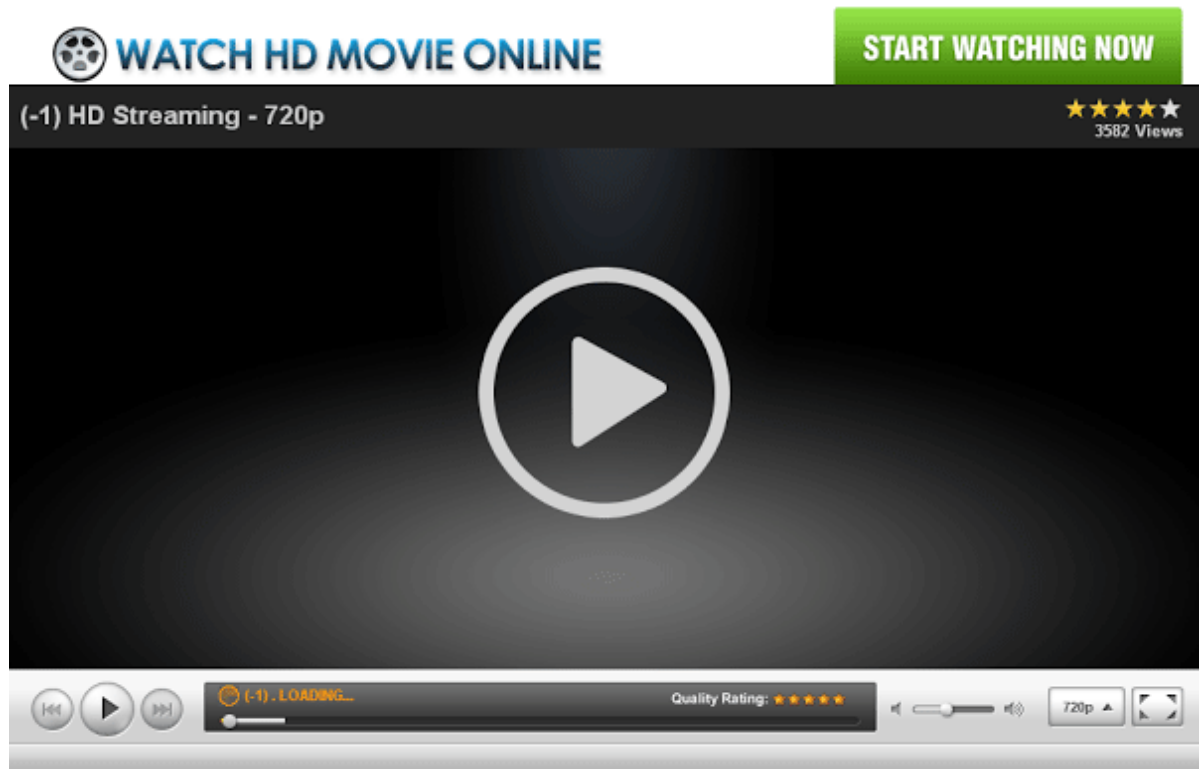 WATCH HD MOVIE ONLINE
START WATCHING NOW
(-1) HD Streaming - 720p
3582 Views
(-1) . LOADING...
Quality Rating:
720p